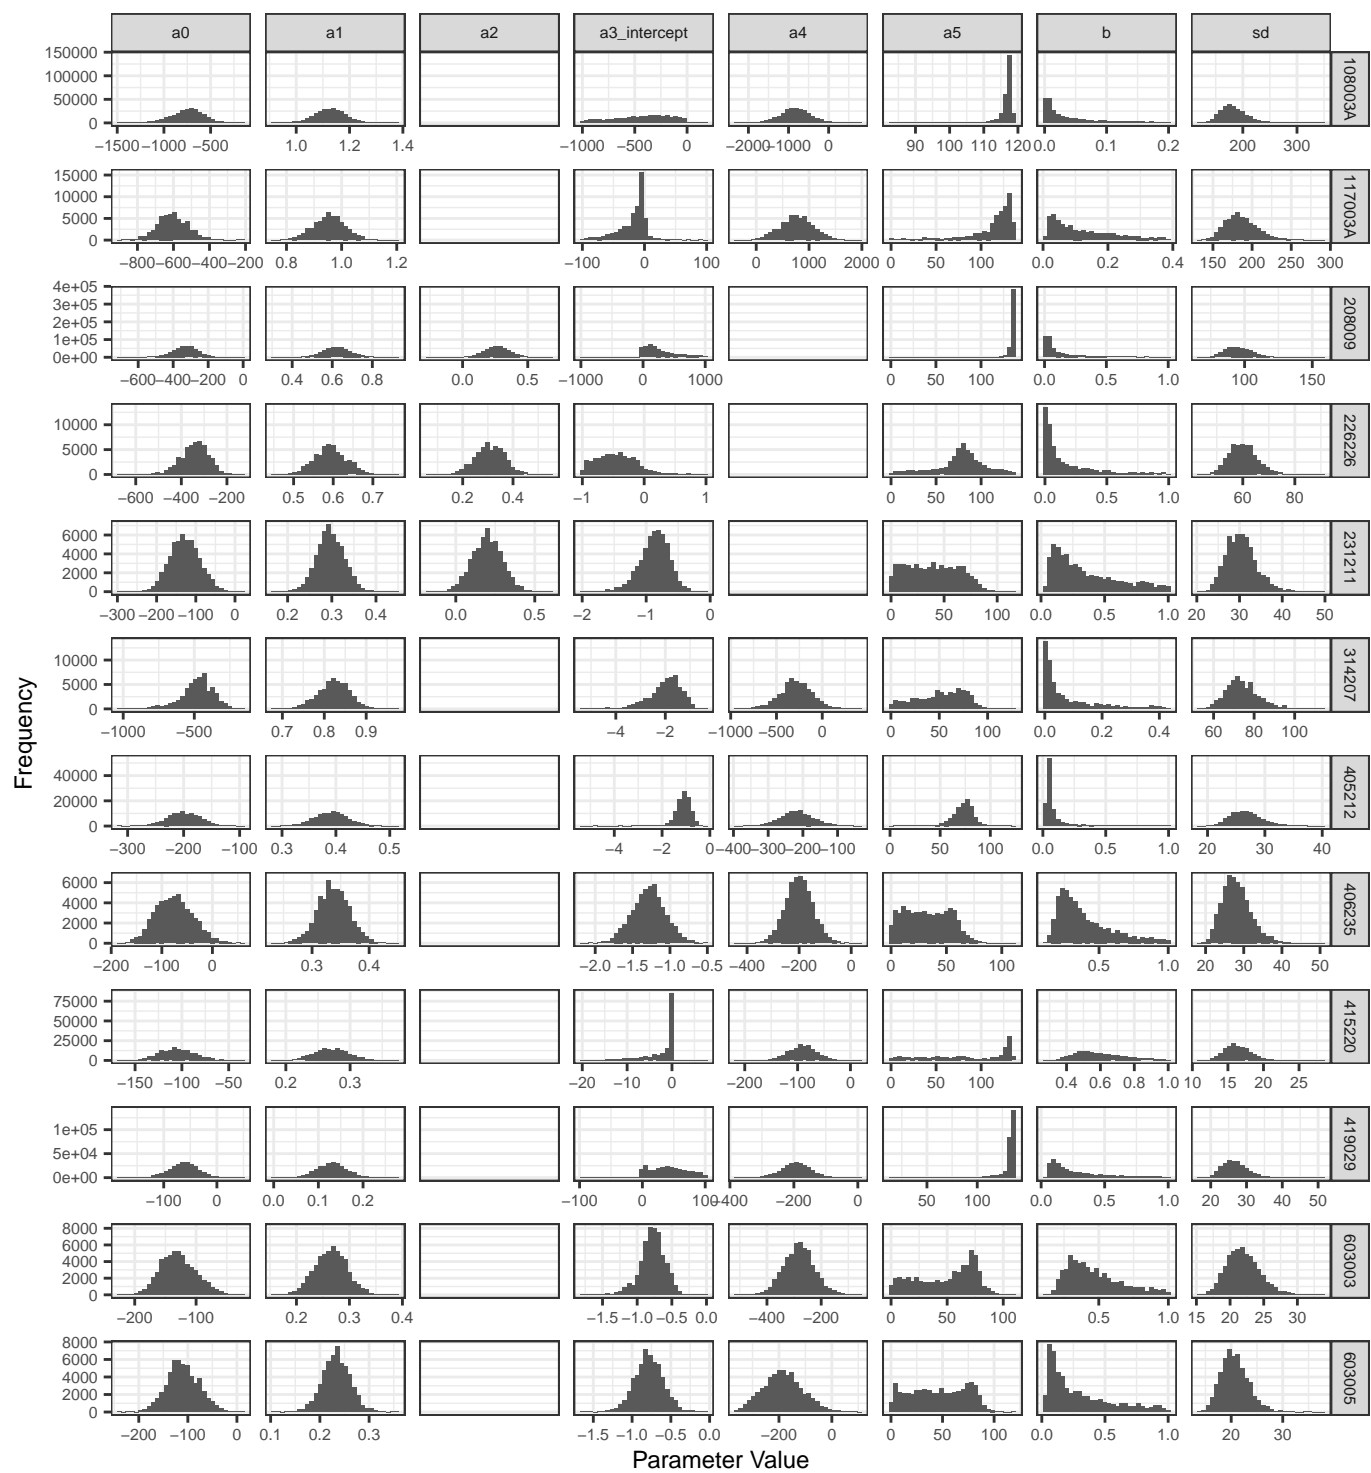 a0 a1 a2 a3_intercept a4 a5 b sd
150000
100000
50000
0
108003A
−1500 −1000 −500 1.0 1.2 1.4 −1000 −500 0 −2000 −1000 0 90 100 110 120 0.0 0.1 0.2 200 300
15000
10000
5000
0
117003A
−800 −600 −400 −200 0.8 1.0 1.2 −100 0 100 0 1000 2000 0 50 100 0.0 0.2 0.4 150 200 250 300
4e+05
3e+05
2e+05
1e+05
0e+00
208009
−600 −400 −200 0 0.4 0.6 0.8 0.0 0.5 −1000 0 1000 0 50 100 0.0 0.5 1.0 100 150
10000
5000
0
226226
−600 −400 −200 0.5 0.6 0.7 0.2 0.4 −1 0 1 0 50 100 0.0 0.5 1.0 60 80
6000
4000
2000
0
231211
−300 −200 −100 0 0.2 0.3 0.4 0.0 0.5 −2 −1 0 0 50 100 0.0 0.5 1.0 20 30 40 50
10000
5000
0
314207
−1000 −500 0.7 0.8 0.9 −4 −2 −1000 −500 0 0 50 100 0.0 0.2 0.4 60 80 100
40000
20000
0
405212
−300 −200 −100 0.3 0.4 0.5 −4 −2 0 −400 −300 −200 −100 0 50 100 0.0 0.5 1.0 20 30 40
6000
4000
2000
0
406235
−200 −100 0 0.3 0.4 −2.0 −1.5 −1.0 −0.5 −400 −200 0 0 50 100 0.5 1.0 20 30 40 50
75000
50000
25000
0
415220
−150 −100 −50 0.2 0.3 −20 −10 0 −200 −100 0 0 50 100 0.4 0.6 0.8 1.0 10 15 20 25
1e+05
5e+04
0e+00
419029
−100 0 0.0 0.1 0.2 −100 0 100 −400 −200 0 50 100 0.0 0.5 1.0 20 30 40 50
8000
6000
4000
2000
0
603003
−200 −100 0.2 0.3 0.4 −1.5 −1.0 −0.5 0.0 −400 −200 0 50 100 0.5 1.0 15 20 25 30
8000
6000
4000
2000
0
603005
−200 −100 0 0.1 0.2 0.3 −1.5 −1.0 −0.5 0.0 −200 0 0 50 100 0.0 0.5 1.0 20 30
Frequency
Parameter Value